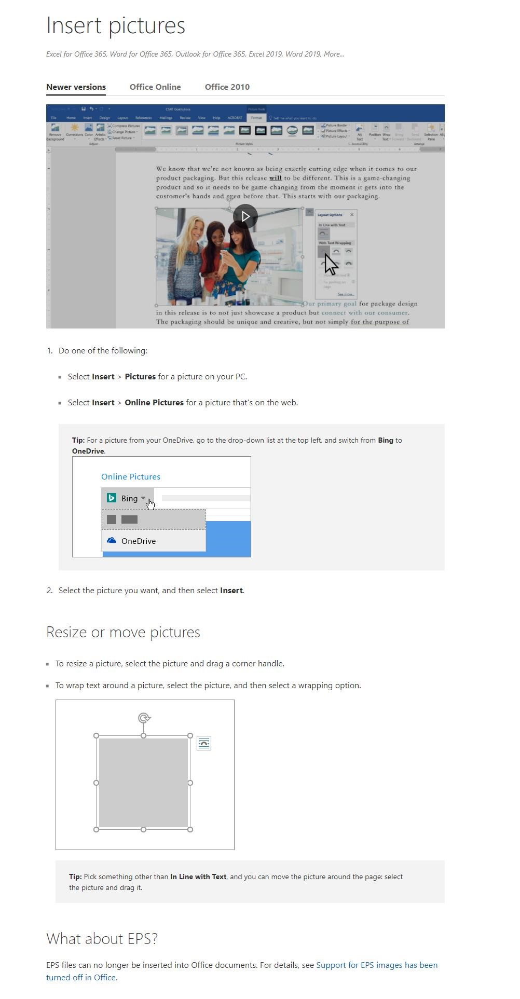 Insert pictures
Excel for Office 365, Word for Office 365, Outlook for Office 365, Excel 2019, Word 2019, More...
Newer versions Office Online Office 2010
CSAT Goals.docx Picture Tools
File Home Insert Design Layout References Mailings Review View Help ACROBAT Format Tell me what you want to do
Compress Pictures Picture Border
Change Picture Picture Effects
Reset Picture Picture Layout
Remove Background Corrections Color Artistic Effects Alt Text Position Wrap Text Bring Forward Send Backward Selection Pane
Adjust Picture Styles Accessibility Arrange
We know that we're not known as being exactly cutting edge when it comes to our
product packaging. But this release will to be different. This is a game-changing
product and so it needs to be game-changing from the moment it gets into the
customer's hands and even before that. This starts with our packaging.
Layout Options
In Line with Text
With Text Wrapping
Fix position on
page
See more...
Our primary goal for package design
in this release is to not just showcase a product but connect with our consumer.
The packaging should be unique and creative, but not simply for the purpose of
1. Do one of the following:
Select Insert > Pictures for a picture on your PC.
Select Insert > Online Pictures for a picture that's on the web.
Tip: For a picture from your OneDrive, go to the drop-down list at the top left, and switch from Bing to
OneDrive.
Online Pictures
Bing
OneDrive
2. Select the picture you want, and then select Insert.
Resize or move pictures
To resize a picture, select the picture and drag a corner handle.
To wrap text around a picture, select the picture, and then select a wrapping option.
Tip: Pick something other than In Line with Text, and you can move the picture around the page: select
the picture and drag it.
What about EPS?
EPS files can no longer be inserted into Office documents. For details, see Support for EPS images has been
turned off in Office.